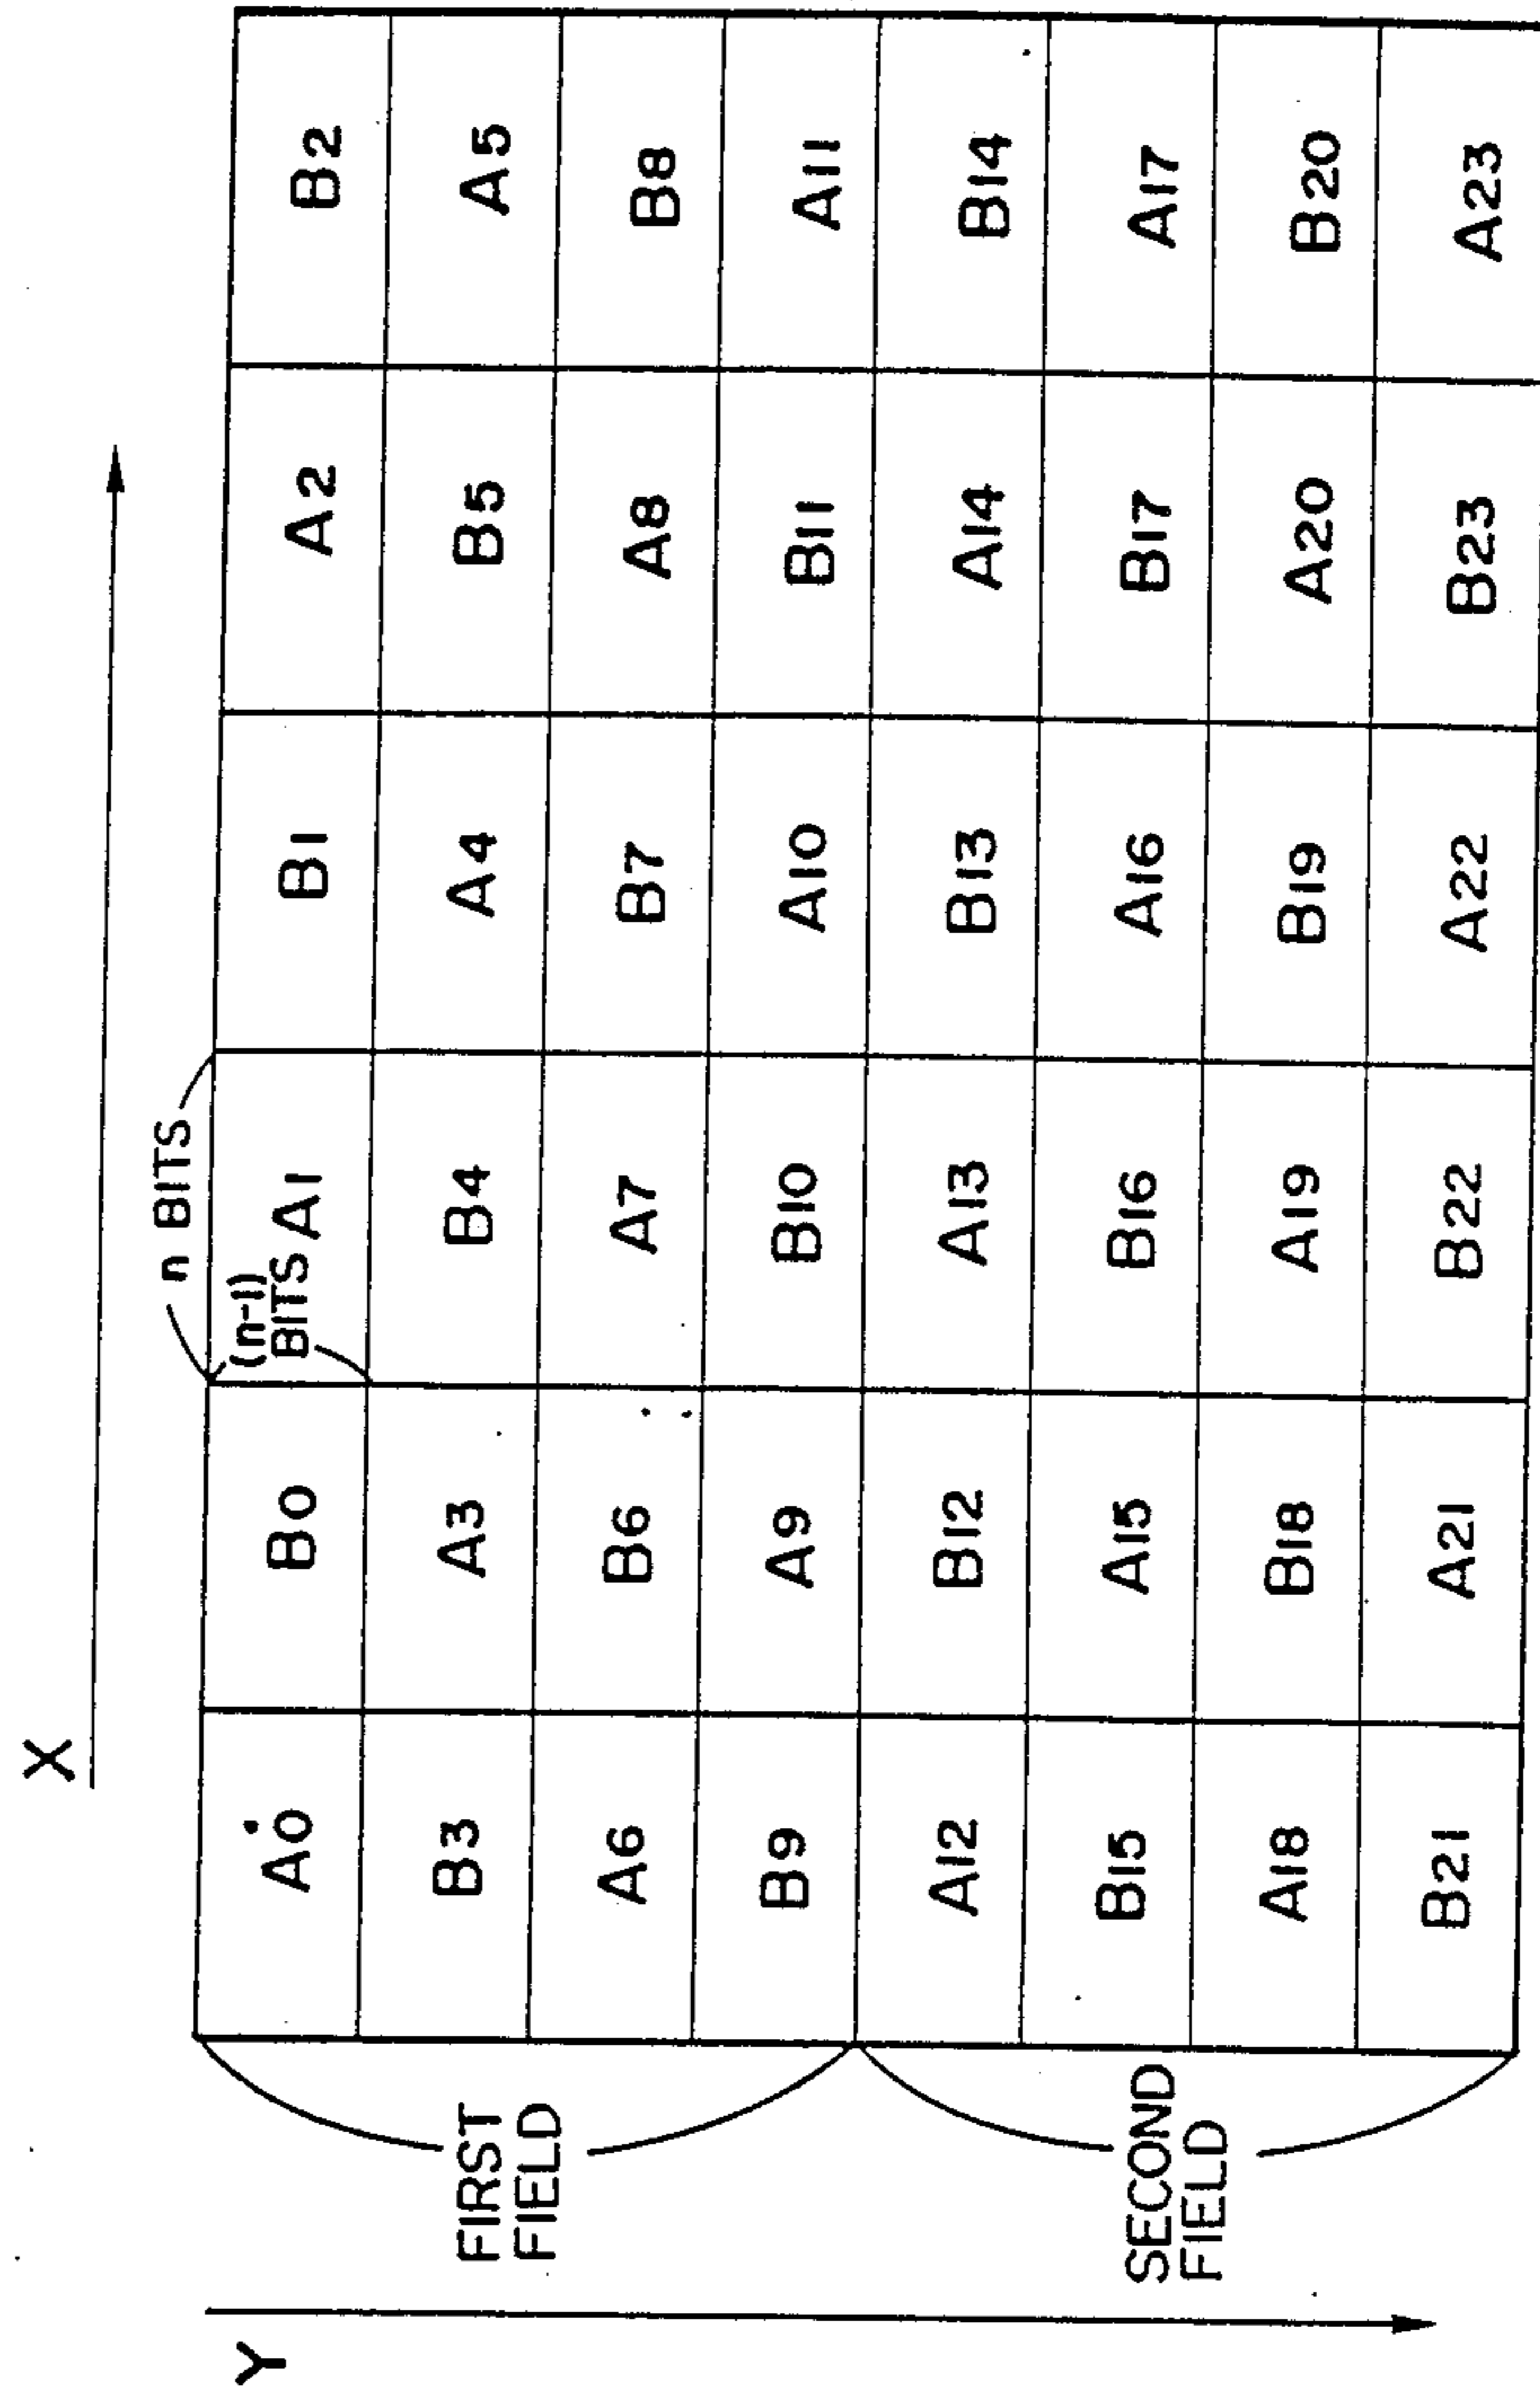 X
Y
n BITS
(n-1)
BITS
FIRST
FIELD
SECOND
FIELD
A0 B0 A1 B1 A2 B2
B3 A3 B4 A4 B5 A5
A6 B6 A7 B7 A8 B8
B9 A9 B10 A10 B11 A11
A12 B12 A13 B13 A14 B14
B15 A15 B16 A16 B17 A17
A18 B18 A19 B19 A20 B20
B21 A21 B22 A22 B23 A23